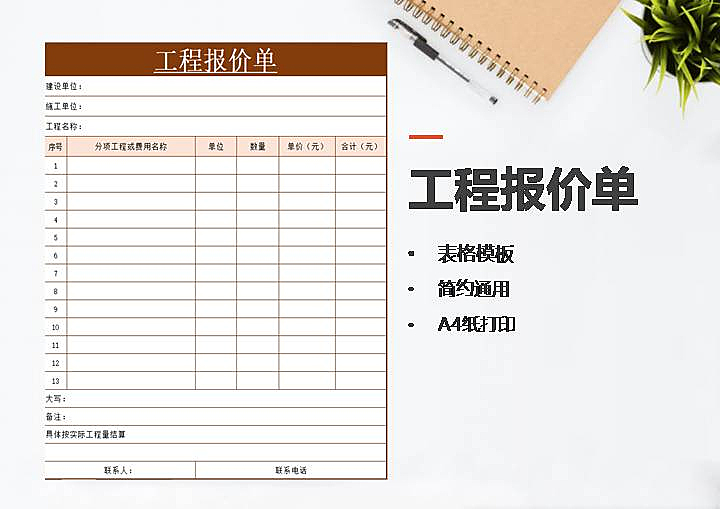 工程报价单
建设单位：
施工单位：
工程名称：
序号 分项工程或费用名称 单位 数量 单价（元） 合计（元）
1
2
3
4
5
6
7
8
9
10
11
12
13
大写：
备注：
具体按实际工程量结算
联系人： 联系电话
工程报价单
• 表格模板
• 简约通用
• A4纸打印